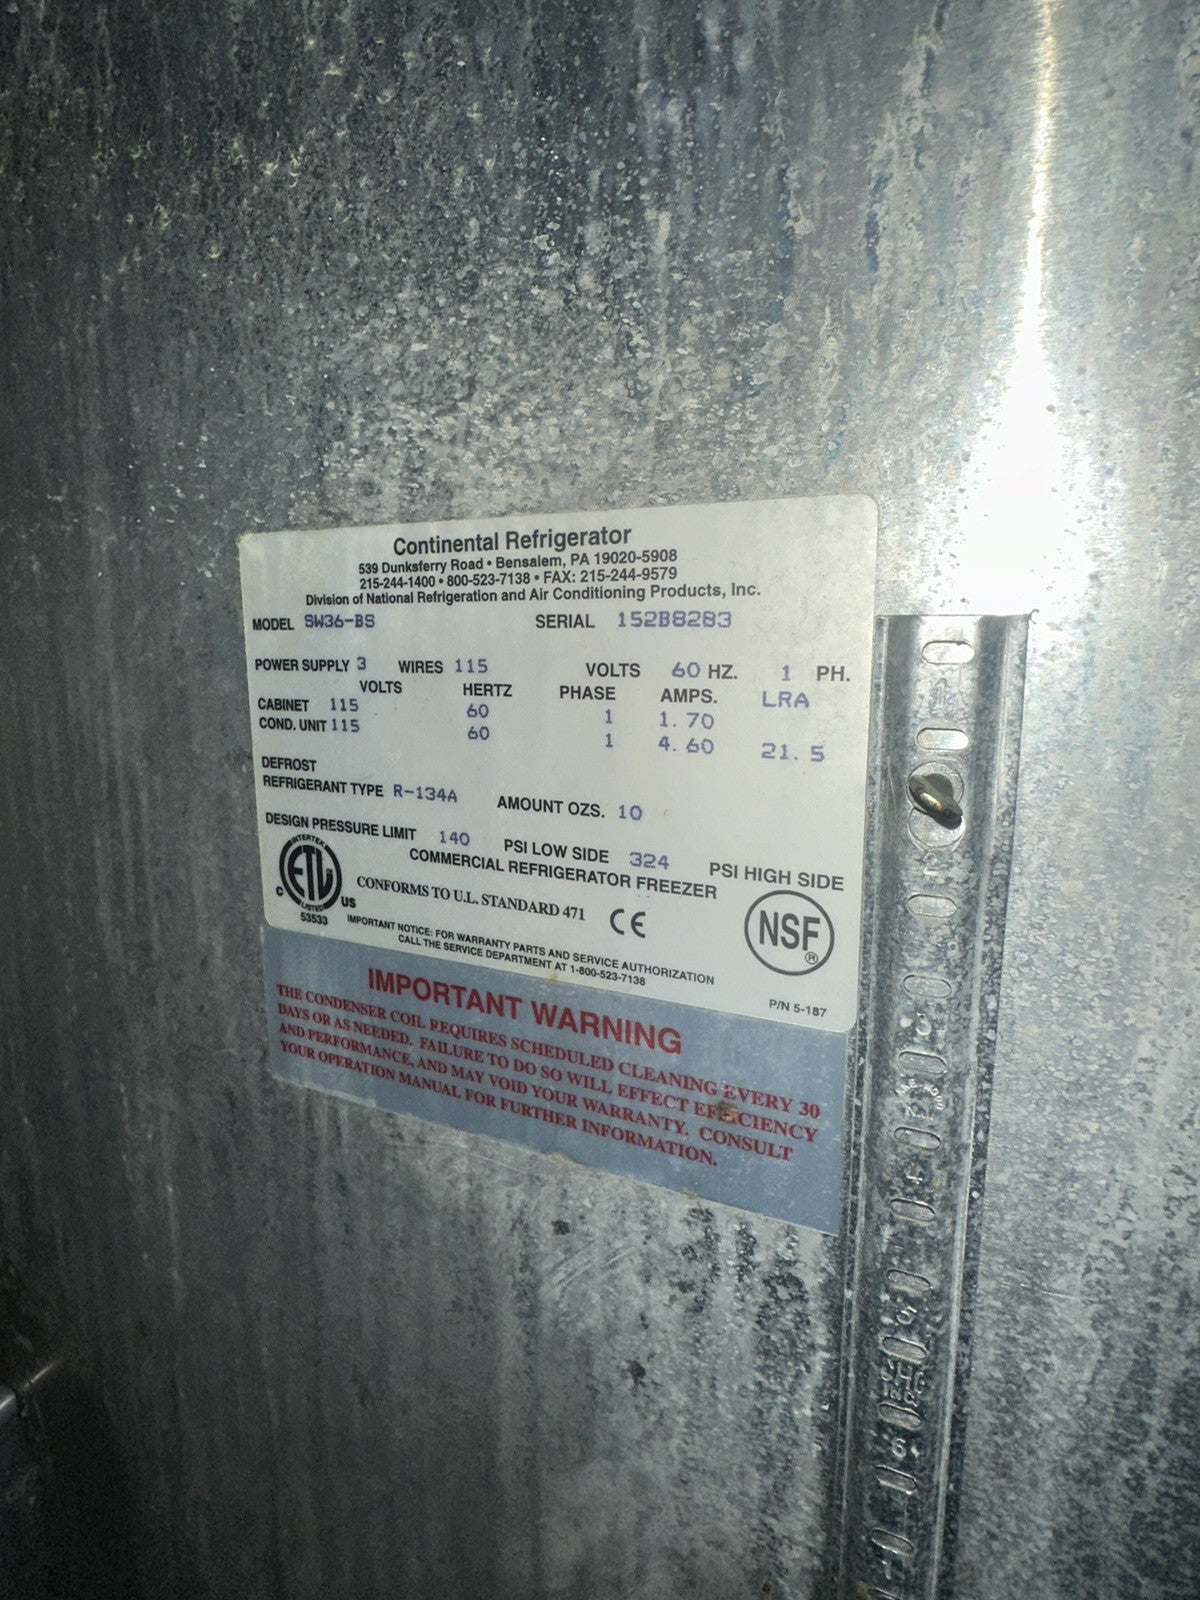 Continental Refrigerator
539 Dunksferry Road • Bensalem, PA 19020-5908
215-244-1400 • 800-523-7138 • FAX: 215-244-9579
Division of National Refrigeration and Air Conditioning Products, Inc.
MODEL SW36-BS SERIAL 152B8283
POWER SUPPLY 3 WIRES 115 VOLTS 60 HZ. 1 PH.
VOLTS HERTZ PHASE AMPS. LRA
CABINET 115 60 1 1.70
COND. UNIT 115 60 1 4.60 21.5
DEFROST
REFRIGERANT TYPE R-134A AMOUNT OZS. 10
DESIGN PRESSURE LIMIT 140 PSI LOW SIDE 324 PSI HIGH SIDE
COMMERCIAL REFRIGERATOR FREEZER
INTERTEK
ETL
LISTED
C US
53533
CONFORMS TO U.L. STANDARD 471
CE
NSF®
IMPORTANT NOTICE: FOR WARRANTY PARTS AND SERVICE AUTHORIZATION
CALL THE SERVICE DEPARTMENT AT 1-800-523-7138
P/N 5-187
IMPORTANT WARNING
THE CONDENSER COIL REQUIRES SCHEDULED CLEANING EVERY 30
DAYS OR AS NEEDED. FAILURE TO DO SO WILL EFFECT EFFICIENCY
AND PERFORMANCE, AND MAY VOID YOUR WARRANTY. CONSULT
YOUR OPERATION MANUAL FOR FURTHER INFORMATION.